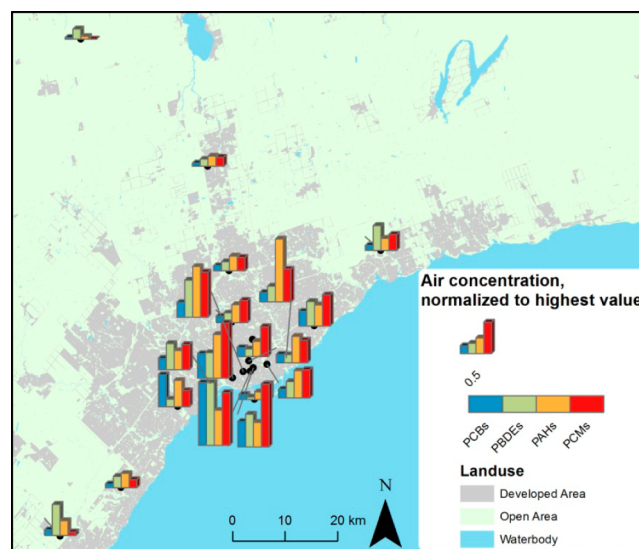 Air concentration,
normalized to highest value
0.5
PCBs
PBDEs
PAHs
PCMs
Landuse
Developed Area
Open Area
Waterbody
N
0 10 20 km